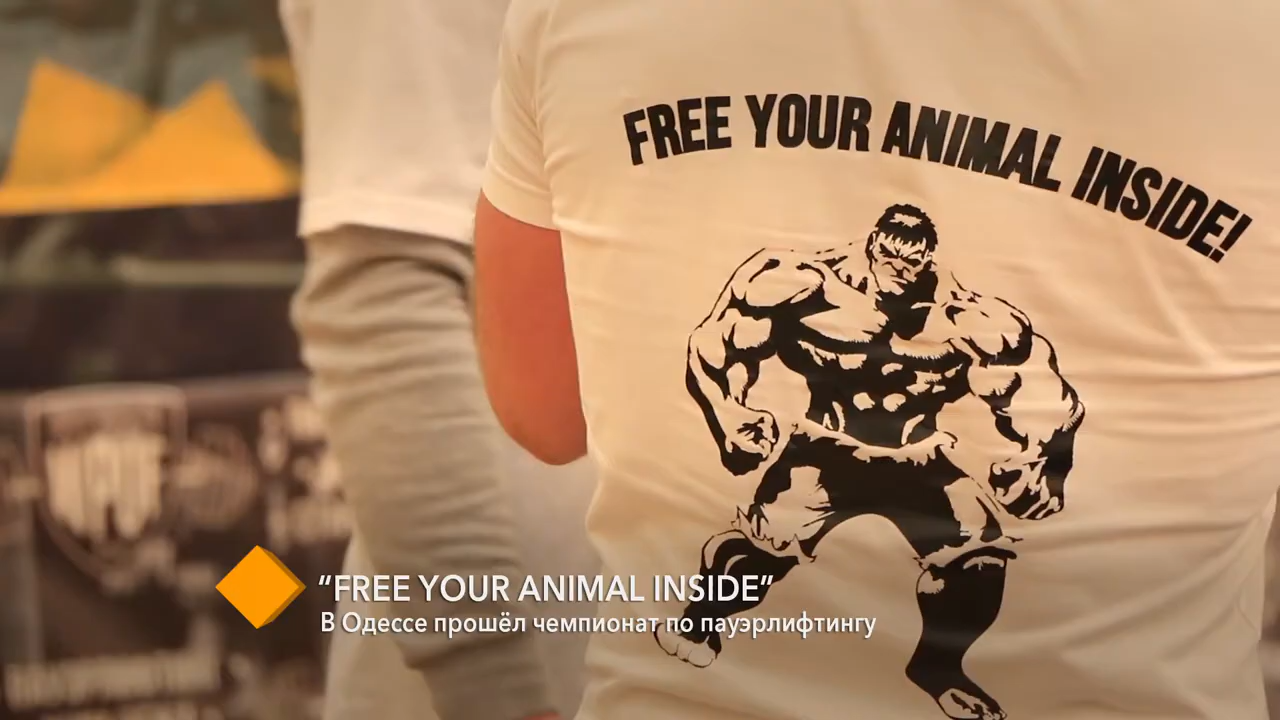 FREE YOUR ANIMAL INSIDE!
“FREE YOUR ANIMAL INSIDE”
В Одессе прошёл чемпионат по пауэрлифтингу